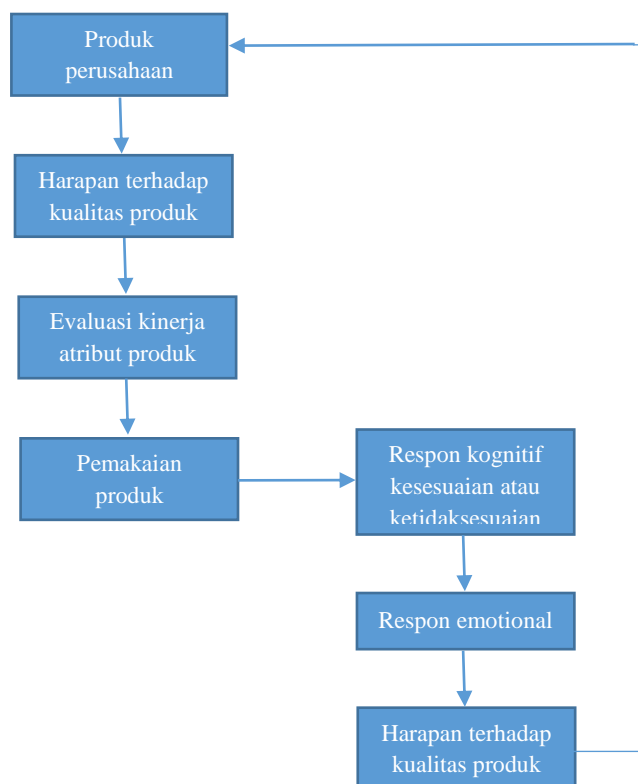 Produk
perusahaan
Harapan terhadap
kualitas produk
Evaluasi kinerja
atribut produk
Pemakaian
produk
Respon kognitif
kesesuaian atau
ketidaksesuaian
Respon emotional
Harapan terhadap
kualitas produk